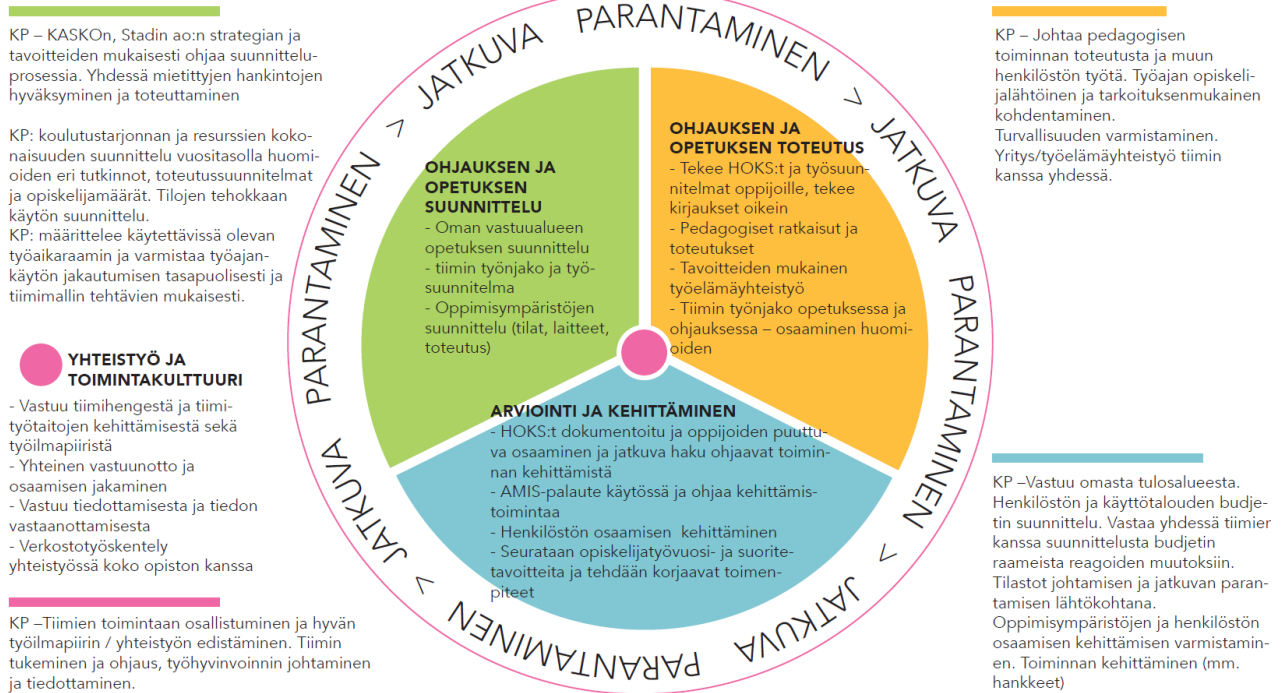 KP – KASKOn, Stadin ao:n strategian ja
tavoitteiden mukaisesti ohjaa suunnittelu-
prosessia. Yhdessä mietittyjen hankintojen
hyväksyminen ja toteuttaminen
KP: koulutustarjonnan ja resurssien koko-
naisuuden suunnittelu vuositasolla huomi-
oiden eri tutkinnot, toteutussuunnitelmat
ja opiskelijamäärät. Tilojen tehokkaan
käytön suunnittelu.
KP: määrittelee käytettävissä olevan
työaikaraamin ja varmistaa työajan-
käytön jakautumisen tasapuolisesti ja
tiimimallin tehtävien mukaisesti.
YHTEISTYÖ JA
TOIMINTAKULTTUURI
- Vastuu tiimihengestä ja tiimi-
työtaitojen kehittämisestä sekä
työilmapiiristä
- Yhteinen vastuunotto ja
osaamisen jakaminen
- Vastuu tiedottamisesta ja tiedon
vastaanottamisesta
- Verkostotyöskentely
yhteistyössä koko opiston kanssa
KP –Tiimien toimintaan osallistuminen ja hyvän
työilmapiirin / yhteistyön edistäminen. Tiimin
tukeminen ja ohjaus, työhyvinvoinnin johtaminen
ja tiedottaminen.
JATKUVA PARANTAMINEN > JATKUVA PARANTAMINEN > JATKUVA PARANTAMINEN > JATKUVA PARANTAMINEN >
OHJAUKSEN JA
OPETUKSEN
SUUNNITTELU
- Oman vastuualueen
opetuksen suunnittelu
- tiimin työnjako ja työ-
suunnitelma
- Oppimisympäristöjen
suunnittelu (tilat, laitteet,
toteutus)
OHJAUKSEN JA
OPETUKSEN TOTEUTUS
- Tekee HOKS:t ja työsuun-
nitelmat oppijoille, tekee
kirjaukset oikein
- Pedagogiset ratkaisut ja
toteutukset
- Tavoitteiden mukainen
työelämäyhteistyö
- Tiimin työnjako opetuksessa ja
ohjauksessa – osaaminen huomi-
oiden
ARVIOINTI JA KEHITTÄMINEN
- HOKS:t dokumentoitu ja oppijoiden puuttu-
va osaaminen ja jatkuva haku ohjaavat toimin-
nan kehittämistä
- AMIS-palaute käytössä ja ohjaa kehittämis-
toimintaa
- Henkilöstön osaamisen kehittäminen
- Seurataan opiskelijatyövuosi- ja suorite-
tavoitteita ja tehdään korjaavat toimen-
piteet
KP – Johtaa pedagogisen
toiminnan toteutusta ja muun
henkilöstön työtä. Työajan opiskeli-
jalähtöinen ja tarkoituksenmukainen
kohdentaminen.
Turvallisuuden varmistaminen.
Yritys/työelämäyhteistyö tiimin
kanssa yhdessä.
KP –Vastuu omasta tulosalueesta.
Henkilöstön ja käyttötalouden budje-
tin suunnittelu. Vastaa yhdessä tiimien
kanssa suunnittelusta budjetin
raameista reagoiden muutoksiin.
Tilastot johtamisen ja jatkuvan paran-
tamisen lähtökohtana.
Oppimisympäristöjen ja henkilöstön
osaamisen kehittämisen varmistamin-
en. Toiminnan kehittäminen (mm.
hankkeet)